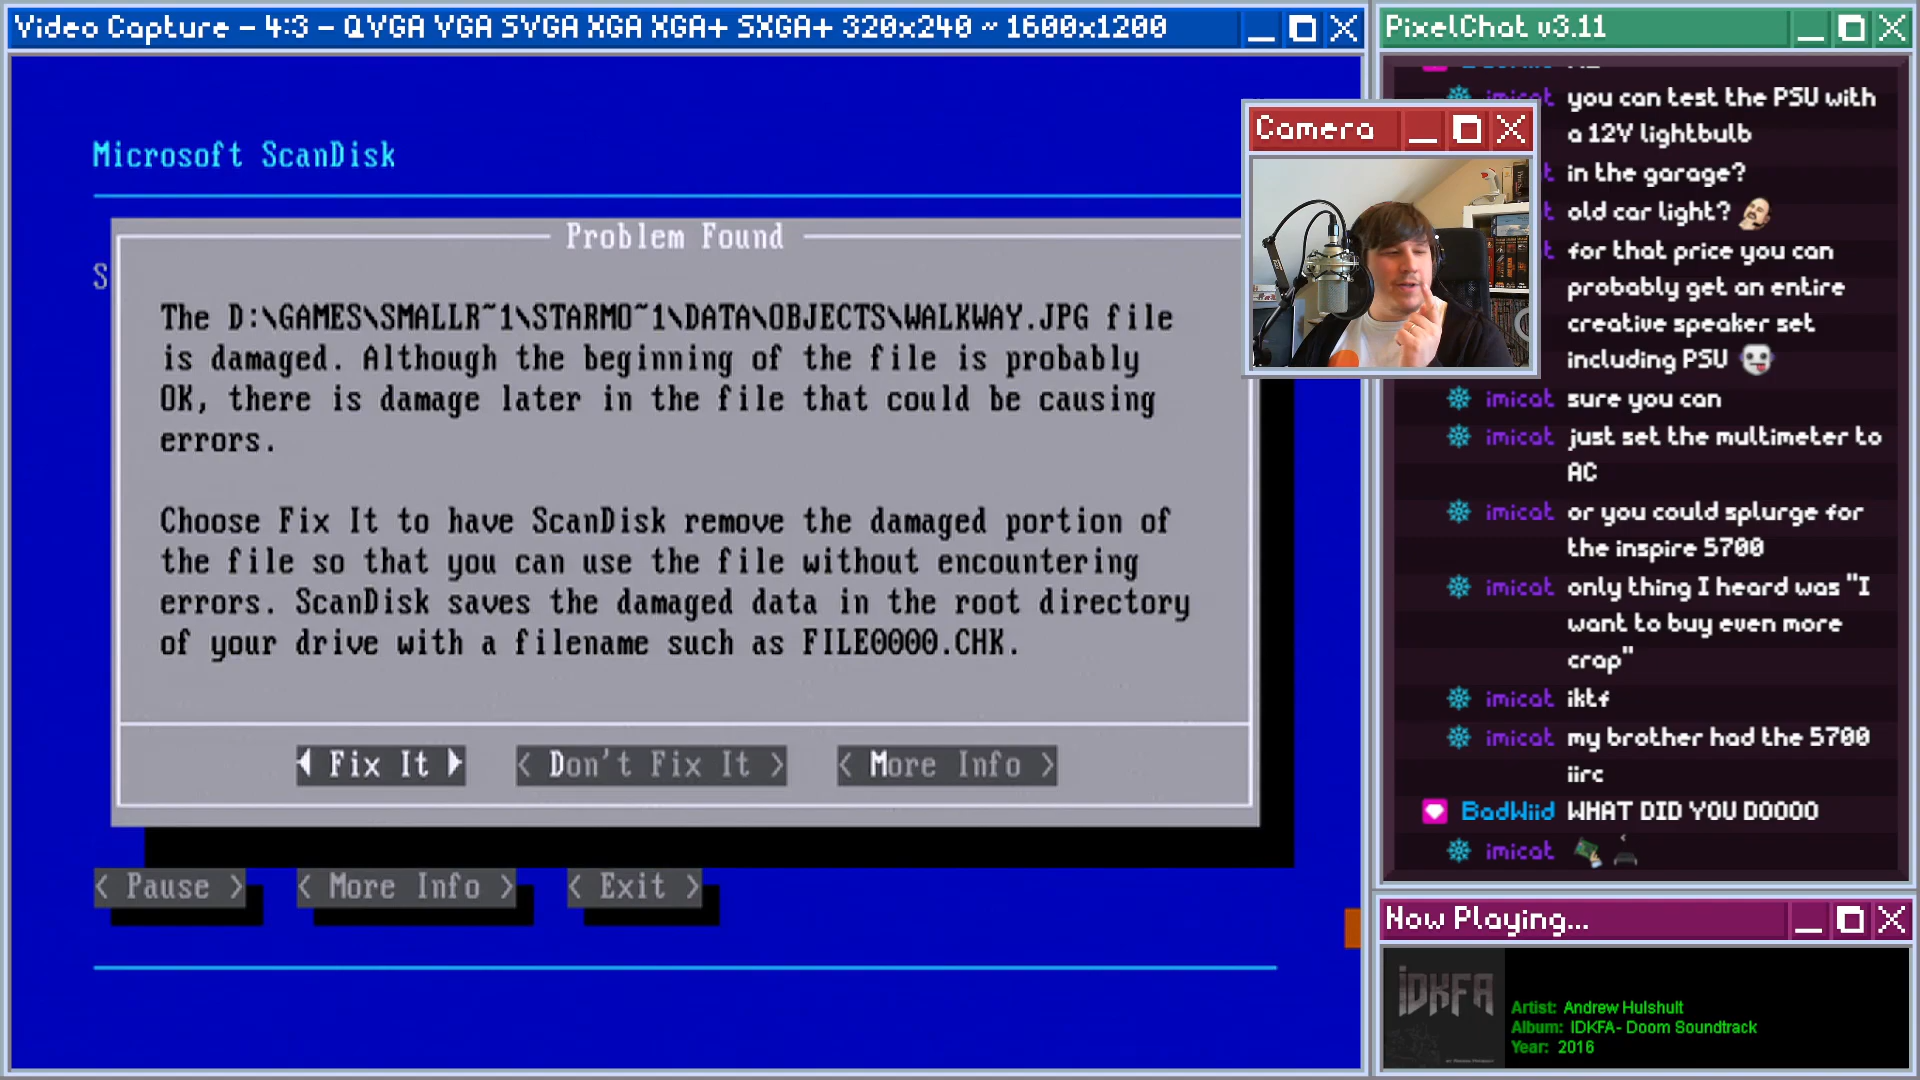 Video Capture – 4:3 – QVGA VGA SVGA XGA XGA+ SXGA+ 320x240 ~ 1600x1200
Microsoft ScanDisk
S
Problem Found
The D:\GAMES\SMALLR~1\STARMO~1\DATA\OBJECTS\WALKWAY.JPG file
is damaged. Although the beginning of the file is probably
OK, there is damage later in the file that could be causing
errors.
Choose Fix It to have ScanDisk remove the damaged portion of
the file so that you can use the file without encountering
errors. ScanDisk saves the damaged data in the root directory
of your drive with a filename such as FILE0000.CHK.
Fix It
< Don't Fix It >
< More Info >
< Pause >
< More Info >
< Exit >
Camera
PixelChat v3.11
imicat you can test the PSU with
a 12V lightbulb
in the garage?
old car light?
for that price you can
probably get an entire
creative speaker set
including PSU
imicat sure you can
imicat just set the multimeter to
AC
imicat or you could splurge for
the inspire 5700
imicat only thing I heard was "I
want to buy even more
crap"
imicat iktf
imicat my brother had the 5700
iirc
BadWiid WHAT DID YOU DOOOO
imicat
Now Playing...
IDKFA
Artist: Andrew Hulshult
Album: IDKFA- Doom Soundtrack
Year: 2016